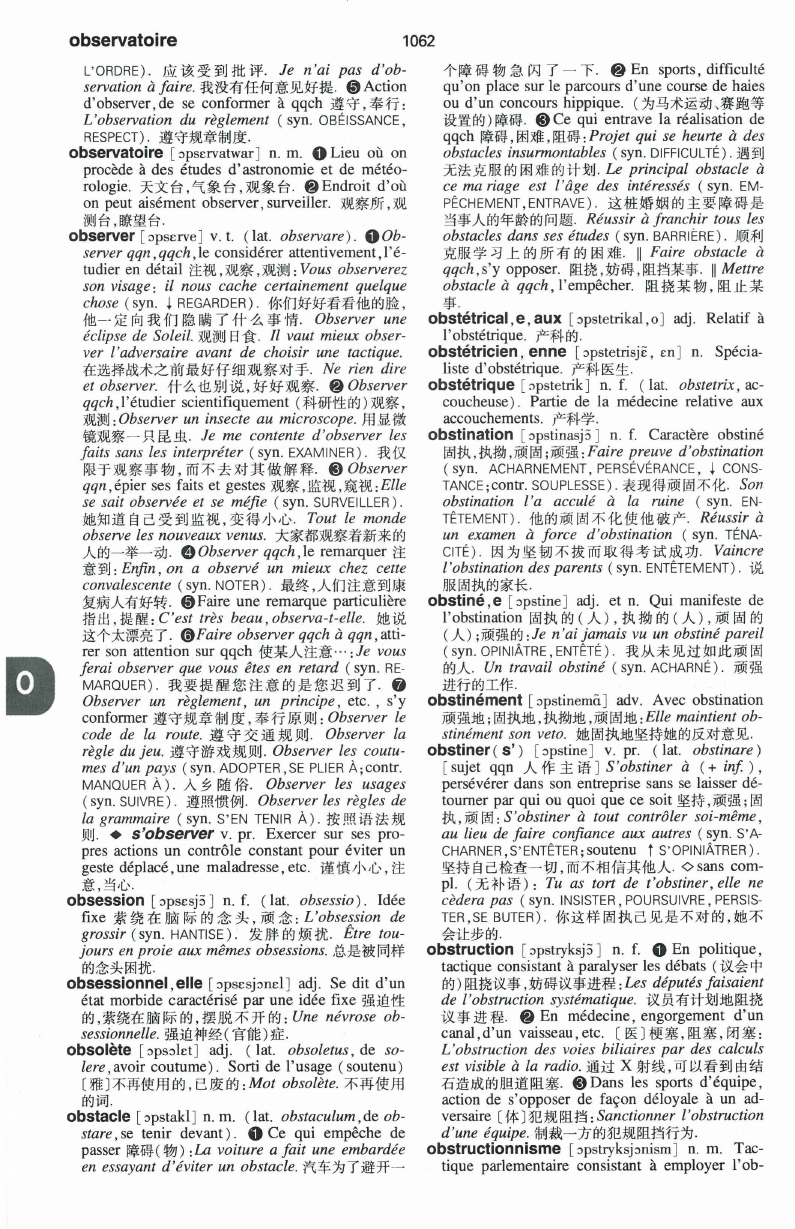 observatoire
1062
L'ORDRE). 应该受到批评. Je n'ai pas d'ob-
servation à faire. 我没有任何意见好提. ❺Action
d'observer,de se conformer à qqch 遵守,奉行:
L'observation du règlement (syn. OBÉISSANCE,
RESPECT). 遵守规章制度.
observatoire [ɔpsɛrvatwar] n. m. ❶Lieu où on
procède à des études d'astronomie et de météo-
rologie. 天文台,气象台,观象台. ❷Endroit d'où
on peut aisément observer,surveiller. 观察所,观
测台,瞭望台.
observer [ɔpsɛrve] v. t. (lat. observare). ❶Ob-
server qqn,qqch,le considérer attentivement,l'é-
tudier en détail 注视,观察,观测:Vous observerez
son visage; il nous cache certainement quelque
chose (syn. ↓ REGARDER). 你们好好看看他的脸,
他一定向我们隐瞒了什么事情. Observer une
éclipse de Soleil. 观测日食. Il vaut mieux obser-
ver l'adversaire avant de choisir une tactique.
在选择战术之前最好仔细观察对手. Ne rien dire
et observer. 什么也别说,好好观察. ❷ Observer
qqch,l'étudier scientifiquement (科研性的)观察,
观测:Observer un insecte au microscope. 用显微
镜观察一只昆虫. Je me contente d'observer les
faits sans les interpréter (syn. EXAMINER). 我仅
限于观察事物,而不去对其做解释. ❸ Observer
qqn,épier ses faits et gestes 观察,监视,窥视:Elle
se sait observée et se méfie (syn. SURVEILLER).
她知道自己受到监视,变得小心. Tout le monde
observe les nouveaux venus. 大家都观察着新来的
人的一举一动. ❹Observer qqch,le remarquer 注
意到:Enfin, on a observé un mieux chez cette
convalescente (syn. NOTER). 最终,人们注意到康
复病人有好转. ❺Faire une remarque particulière
指出,提醒:C'est très beau,observa-t-elle. 她说
这个太漂亮了. ❻Faire observer qqch à qqn,atti-
rer son attention sur qqch 使某人注意…:Je vous
ferai observer que vous êtes en retard (syn. RE-
MARQUER). 我要提醒您注意的是您迟到了. ❼
Observer un règlement, un principe, etc. , s'y
conformer 遵守规章制度,奉行原则:Observer le
code de la route. 遵守交通规则. Observer la
règle du jeu. 遵守游戏规则. Observer les coutu-
mes d'un pays (syn. ADOPTER,SE PLIER À;contr.
MANQUER À). 入乡随俗. Observer les usages
(syn. SUIVRE). 遵照惯例. Observer les règles de
la grammaire (syn. S'EN TENIR À). 按照语法规
则. ◆ s'observer v. pr. Exercer sur ses pro-
pres actions un contrôle constant pour éviter un
geste déplacé,une maladresse,etc. 谨慎小心,注
意,当心.
obsession [ɔpsɛsjɔ̃] n. f. (lat. obsessio). Idée
fixe 萦绕在脑际的念头,顽念:L'obsession de
grossir (syn. HANTISE). 发胖的烦扰. Être tou-
jours en proie aux mêmes obsessions. 总是被同样
的念头困扰.
obsessionnel,elle [ɔpsɛsjɔnɛl] adj. Se dit d'un
état morbide caractérisé par une idée fixe 强迫性
的,萦绕在脑际的,摆脱不开的:Une névrose ob-
sessionnelle. 强迫神经(官能)症.
obsolète [ɔpsɔlɛt] adj. (lat. obsoletus, de so-
lere,avoir coutume). Sorti de l'usage (soutenu)
〔雅〕不再使用的,已废的:Mot obsolète. 不再使用
的词.
obstacle [ɔpstakl] n. m. (lat. obstaculum,de ob-
stare,se tenir devant). ❶ Ce qui empêche de
passer 障碍(物):La voiture a fait une embardée
en essayant d'éviter un obstacle. 汽车为了避开一
O
个障碍物急闪了一下. ❷ En sports, difficulté
qu'on place sur le parcours d'une course de haies
ou d'un concours hippique. (为马术运动、赛跑等
设置的)障碍. ❸Ce qui entrave la réalisation de
qqch 障碍,困难,阻碍:Projet qui se heurte à des
obstacles insurmontables (syn. DIFFICULTÉ). 遇到
无法克服的困难的计划. Le principal obstacle à
ce ma riage est l'âge des intéressés (syn. EM-
PÊCHEMENT,ENTRAVE). 这桩婚姻的主要障碍是
当事人的年龄的问题. Réussir à franchir tous les
obstacles dans ses études (syn. BARRIÈRE). 顺利
克服学习上的所有的困难. ‖ Faire obstacle à
qqch,s'y opposer. 阻挠,妨碍,阻挡某事. ‖ Mettre
obstacle à qqch, l'empêcher. 阻挠某物,阻止某
事.
obstétrical,e,aux [ɔpstetrikal,o] adj. Relatif à
l'obstétrique. 产科的.
obstétricien, enne [ɔpstetrisjɛ̃, ɛn] n. Spécia-
liste d'obstétrique. 产科医生.
obstétrique [ɔpstetrik] n. f. (lat. obstetrix, ac-
coucheuse). Partie de la médecine relative aux
accouchements. 产科学.
obstination [ɔpstinasjɔ̃] n. f. Caractère obstiné
固执,执拗,顽固;顽强:Faire preuve d'obstination
(syn. ACHARNEMENT, PERSÉVÉRANCE, ↓ CONS-
TANCE;contr. SOUPLESSE). 表现得顽固不化. Son
obstination l'a acculé à la ruine (syn. EN-
TÊTEMENT). 他的顽固不化使他破产. Réussir à
un examen à force d'obstination (syn. TÉNA-
CITÉ). 因为坚韧不拔而取得考试成功. Vaincre
l'obstination des parents (syn. ENTÊTEMENT). 说
服固执的家长.
obstiné,e [ɔpstine] adj. et n. Qui manifeste de
l'obstination 固执的(人),执拗的(人),顽固的
(人);顽强的:Je n'ai jamais vu un obstiné pareil
(syn. OPINIÂTRE,ENTÊTÉ). 我从未见过如此顽固
的人. Un travail obstiné (syn. ACHARNÉ). 顽强
进行的工作.
obstinément [ɔpstinemɑ̃] adv. Avec obstination
顽强地;固执地,执拗地,顽固地:Elle maintient ob-
stinément son veto. 她固执地坚持她的反对意见.
obstiner(s') [ɔpstine] v. pr. (lat. obstinare)
[sujet qqn 人作主语] S'obstiner à (+ inf.),
persévérer dans son entreprise sans se laisser dé-
tourner par qui ou quoi que ce soit 坚持,顽强;固
执,顽固:S'obstiner à tout contrôler soi-même,
au lieu de faire confiance aux autres (syn. S'A-
CHARNER,S'ENTÊTER;soutenu ↑ S'OPINIÂTRER).
坚持自己检查一切,而不相信其他人. ◇sans com-
pl. (无补语): Tu as tort de t'obstiner, elle ne
cèdera pas (syn. INSISTER,POURSUIVRE,PERSIS-
TER,SE BUTER). 你这样固执己见是不对的,她不
会让步的.
obstruction [ɔpstryksjɔ̃] n. f. ❶ En politique,
tactique consistant à paralyser les débats (议会中
的)阻挠议事,妨碍议事进程:Les députés faisaient
de l'obstruction systématique. 议员有计划地阻挠
议事进程. ❷ En médecine, engorgement d'un
canal,d'un vaisseau,etc. 〔医〕梗塞,阻塞,闭塞:
L'obstruction des voies biliaires par des calculs
est visible à la radio. 通过 X 射线,可以看到由结
石造成的胆道阻塞. ❸Dans les sports d'équipe,
action de s'opposer de façon déloyale à un ad-
versaire 〔体〕犯规阻挡:Sanctionner l'obstruction
d'une équipe. 制裁一方的犯规阻挡行为.
obstructionnisme [ɔpstryksjɔnism] n. m. Tac-
tique parlementaire consistant à employer l'ob-